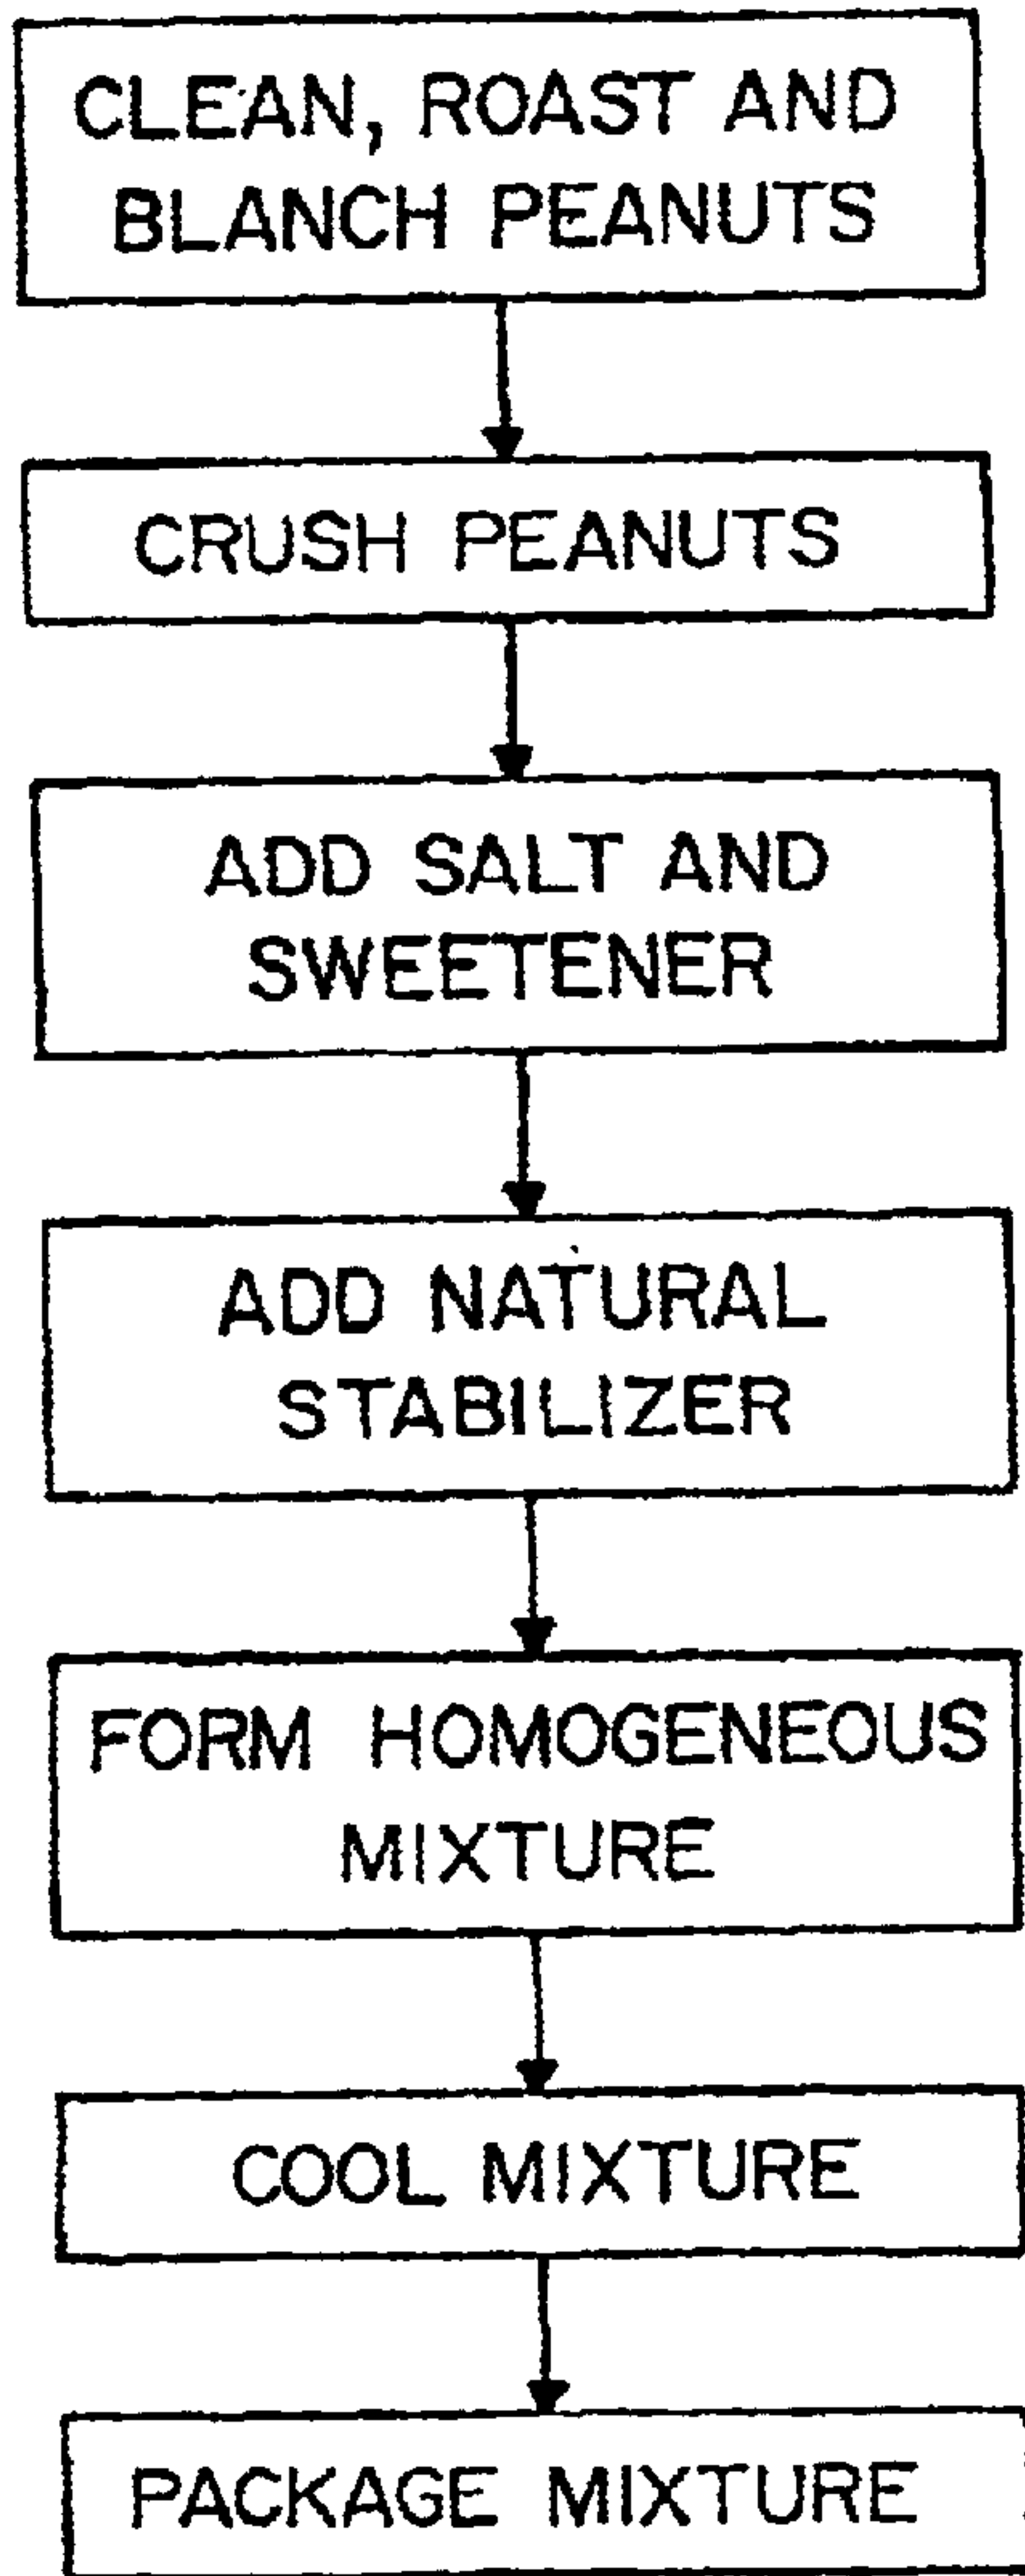 CLEAN, ROAST AND
BLANCH PEANUTS
CRUSH PEANUTS
ADD SALT AND
SWEETENER
ADD NATURAL
STABILIZER
FORM HOMOGENEOUS
MIXTURE
COOL MIXTURE
PACKAGE MIXTURE